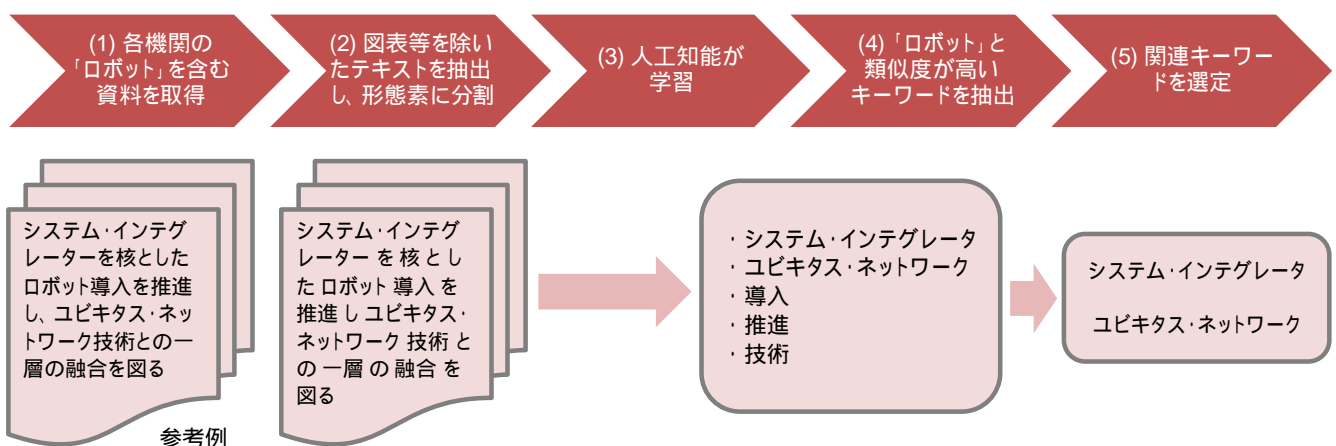 (1) 各機関の
「ロボット」を含む
資料を取得
(2) 図表等を除い
たテキストを抽出
し、形態素に分割
(3) 人工知能が
学習
(4) 「ロボット」と
類似度が高い
キーワードを抽出
(5) 関連キーワー
ドを選定
システム・インテグ
レーターを核とした
ロボット導入を推進
し、ユビキタス・ネッ
トワーク技術との一
層の融合を図る
参考例
システム・インテグ
レーター を 核 と し
た ロボット 導入 を
推進 し ユビキタス・
ネットワーク 技術 と
の 一層 の 融合 を
図る
・システム・インテグレータ
・ユビキタス・ネットワーク
・導入
・推進
・技術
システム・インテグレータ
ユビキタス・ネットワーク